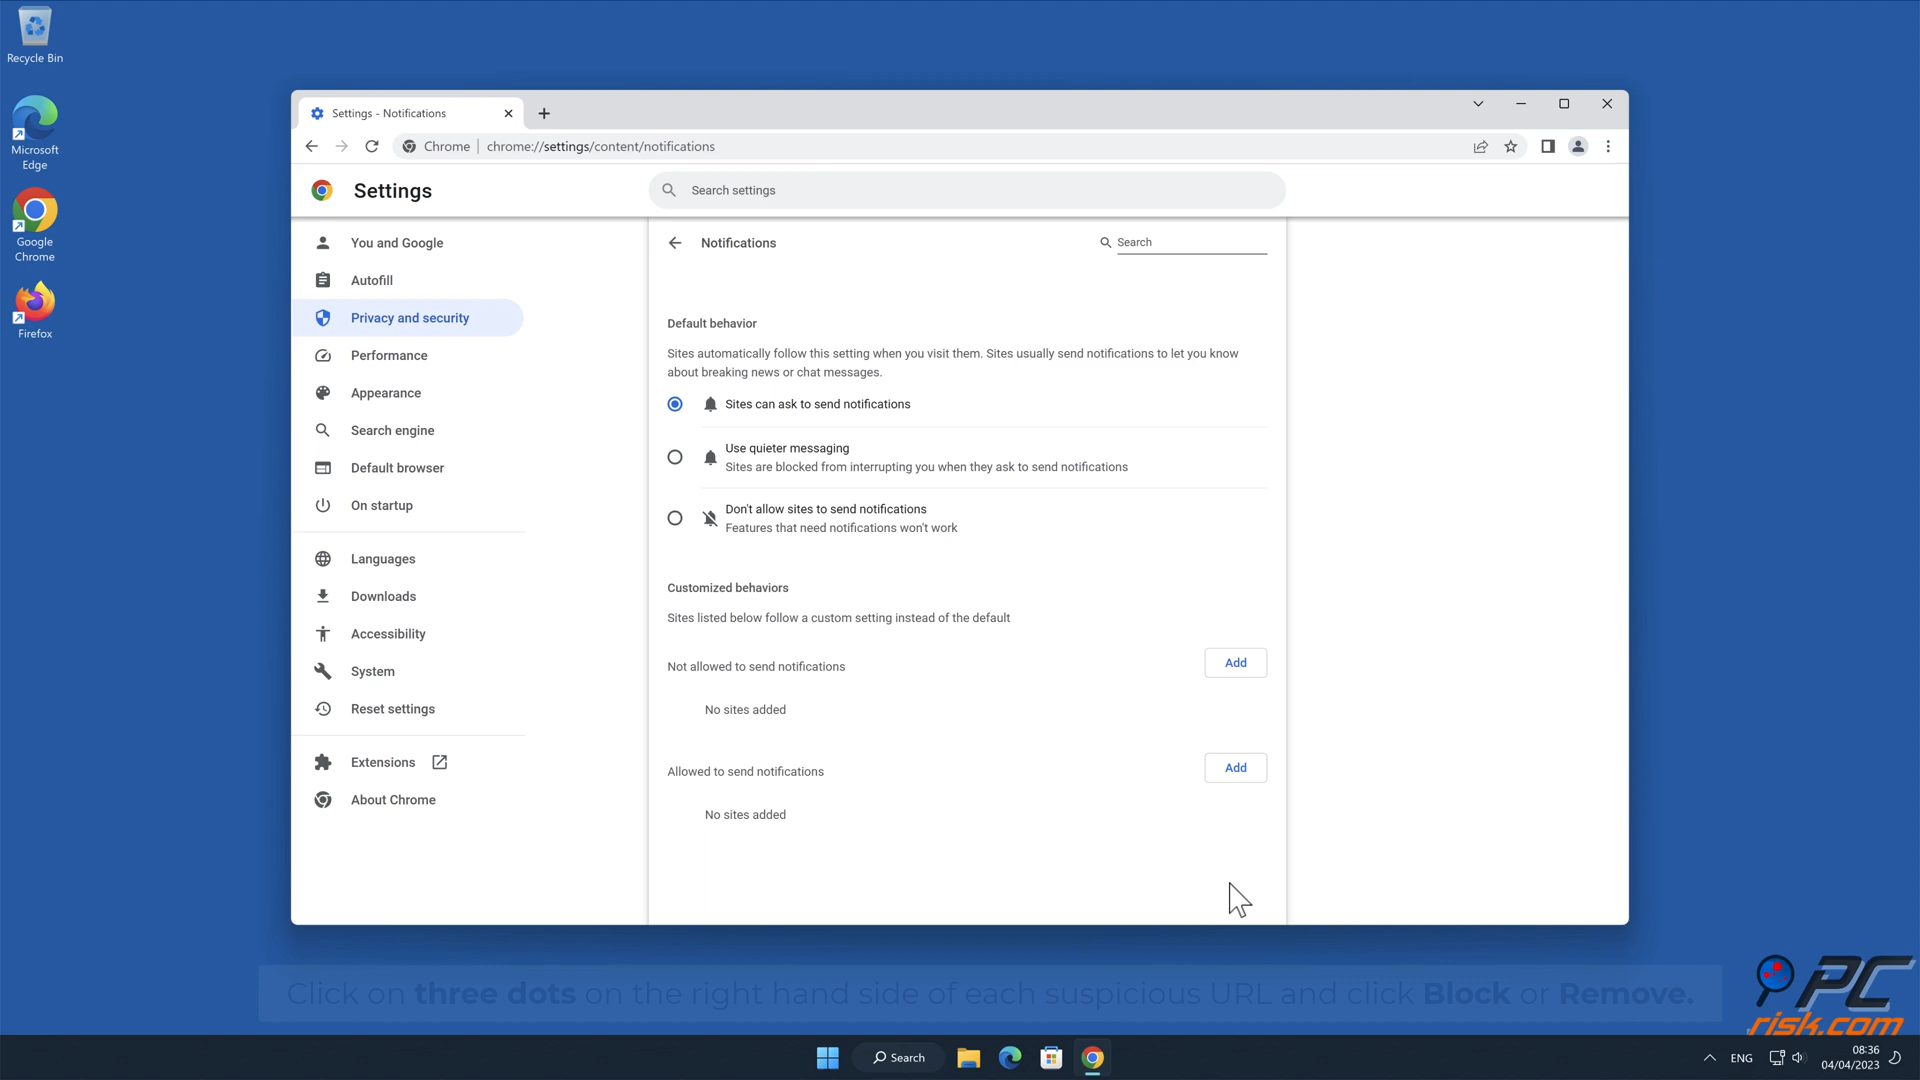 Recycle Bin
Microsoft
Edge
Google
Chrome
Firefox
Settings - Notifications
Chrome | chrome://settings/content/notifications
Settings
Search settings
You and Google
Autofill
Privacy and security
Performance
Appearance
Search engine
Default browser
On startup
Languages
Downloads
Accessibility
System
Reset settings
Extensions
About Chrome
Notifications
Search
Default behavior
Sites automatically follow this setting when you visit them. Sites usually send notifications to let you know
about breaking news or chat messages.
Sites can ask to send notifications
Use quieter messaging
Sites are blocked from interrupting you when they ask to send notifications
Don't allow sites to send notifications
Features that need notifications won't work
Customized behaviors
Sites listed below follow a custom setting instead of the default
Not allowed to send notifications
Add
No sites added
Allowed to send notifications
Add
No sites added
Click on three dots on the right hand side of each suspicious URL and click Block or Remove.
PC
risk.com
Search
ENG
08:36
04/04/2023